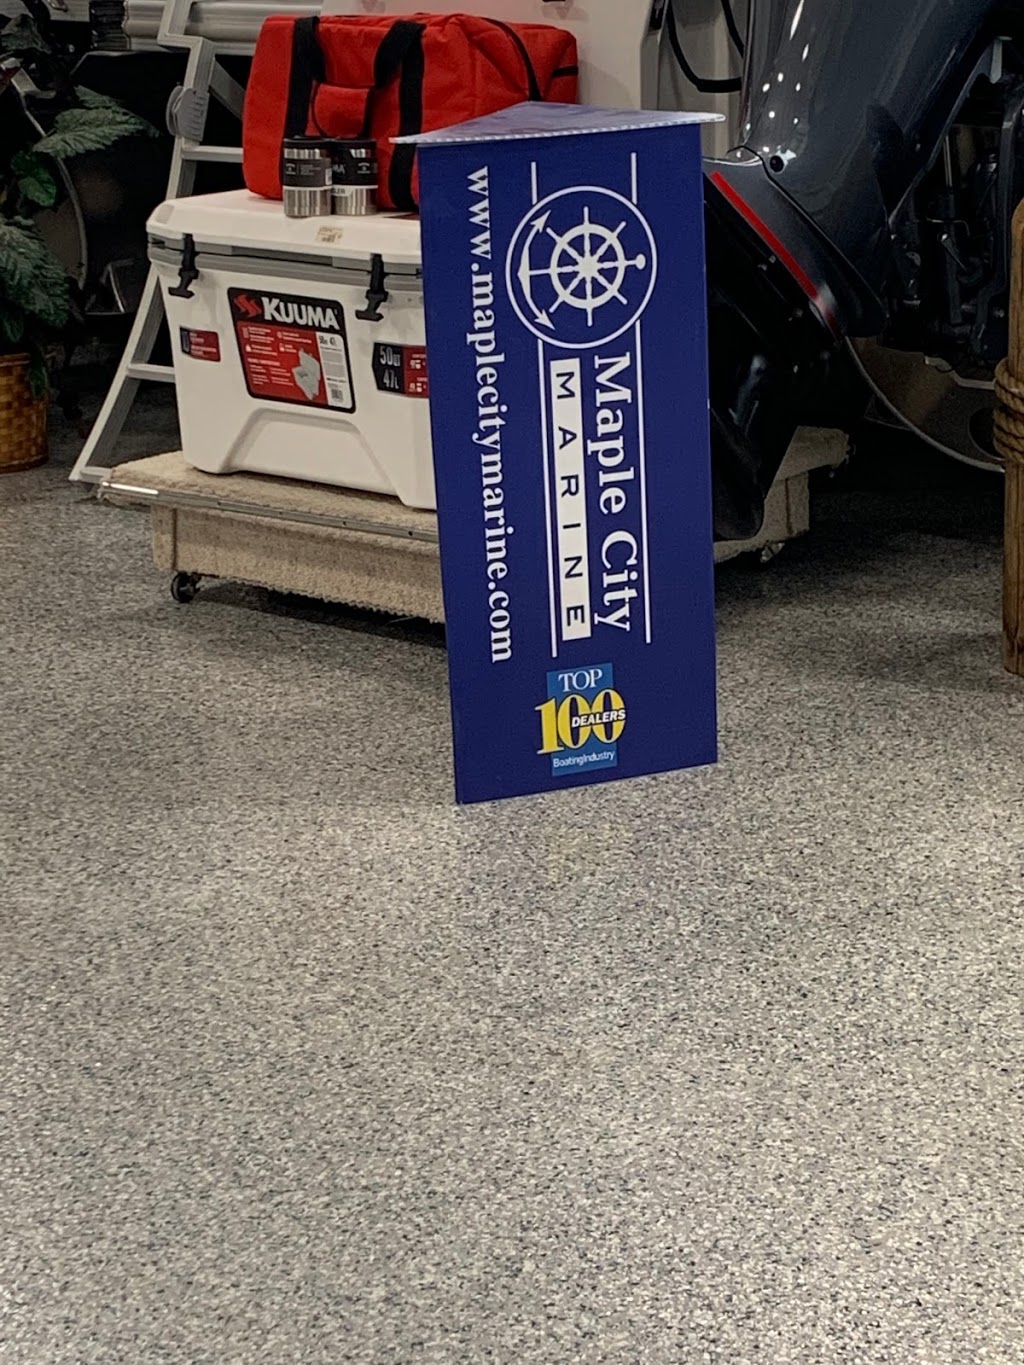 KUUMA
50QT
47L
Maple City
MARINE
www.maplecitymarine.com
TOP
100
DEALERS
BoatingIndustry